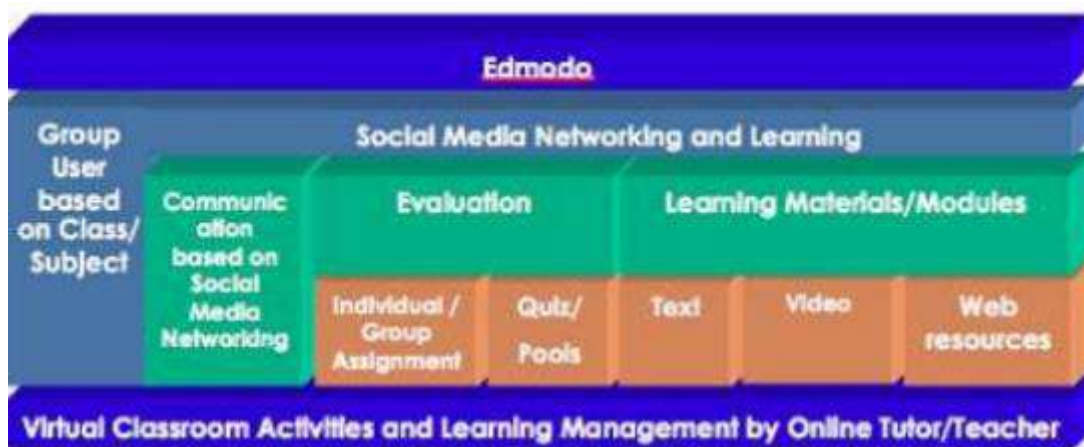 Edmodo
Group
User
based
on Class/
Subject
Social Media Networking and Learning
Communic
ation
based on
Social
Media
Networking
Evaluation
Learning Materials/Modules
Individual /
Group
Assignment
Quiz/
Pools
Text
Video
Web
resources
Virtual Classroom Activities and Learning Management by Online Tutor/Teacher